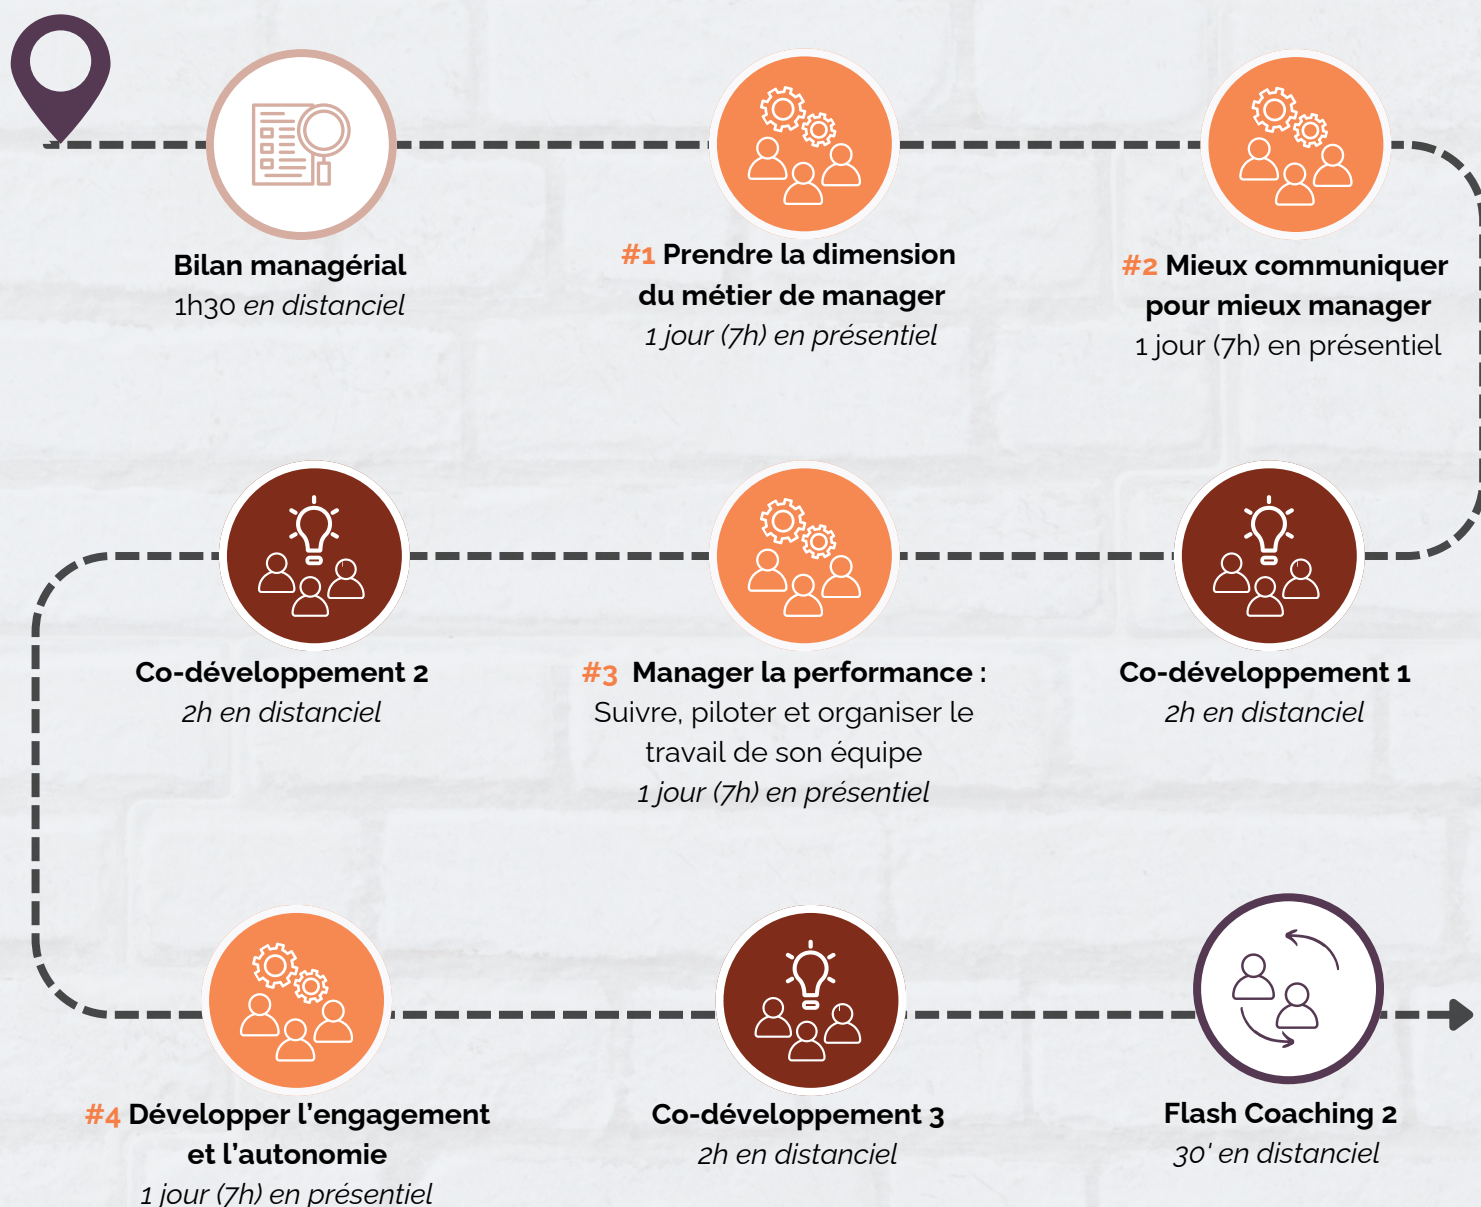 Bilan managérial
1h30 en distanciel
#1 Prendre la dimension
du métier de manager
1 jour (7h) en présentiel
#2 Mieux communiquer
pour mieux manager
1 jour (7h) en présentiel
Co-développement 2
2h en distanciel
#3 Manager la performance :
Suivre, piloter et organiser le
travail de son équipe
1 jour (7h) en présentiel
Co-développement 1
2h en distanciel
#4 Développer l'engagement
et l'autonomie
1 jour (7h) en présentiel
Co-développement 3
2h en distanciel
Flash Coaching 2
30' en distanciel